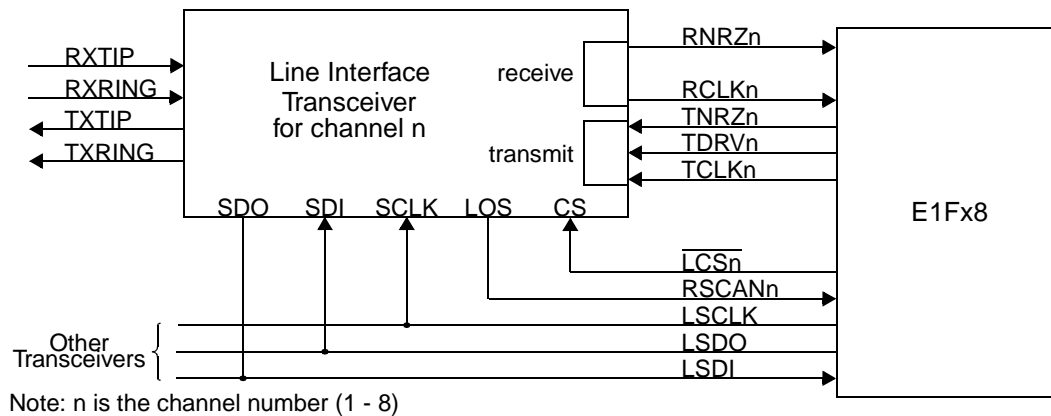 RXTIP
RXRING
TXTIP
TXRING
Line Interface
Transceiver
for channel n
receive
transmit
SDO SDI SCLK LOS CS
RNRZn
RCLKn
TNRZn
TDRVn
TCLKn
E1Fx8
LCSn
RSCANn
LSCLK
LSDO
LSDI
Other
Transceivers
Note: n is the channel number (1 - 8)